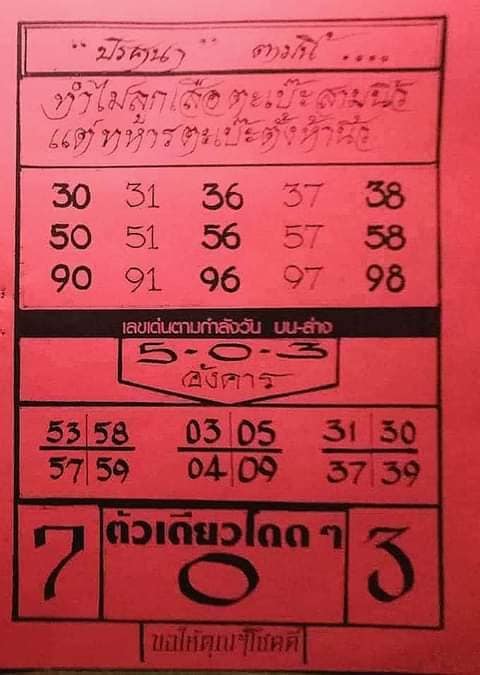 "ปริศนา" ตามนี้ ....
ทำไมลูกเสือตะเบ๊ะสามนิ้ว
แต่ทหารตะเบ๊ะตั้งห้านิ้ว
30 31 36 37 38
50 51 56 57 58
90 91 96 97 98
เลขเด่นตามกำลังวัน บน-ล่าง
5-0-3
อังคาร
53 58 03 05 31 30
57 59 04 09 37 39
ตัวเดียวโดด ๆ
7 0 3
ขอให้คุณๆโชคดี